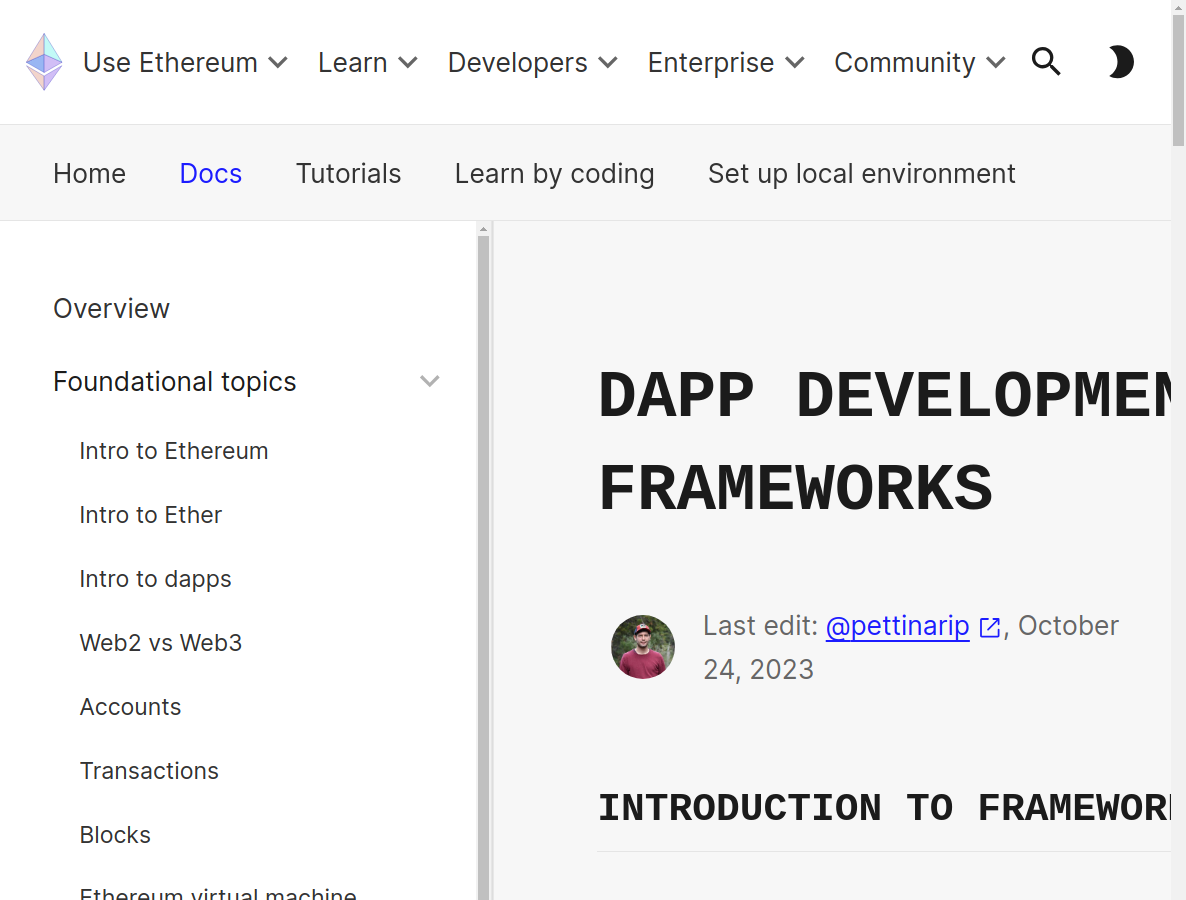 Use Ethereum Learn Developers Enterprise Community
Home Docs Tutorials Learn by coding Set up local environment
Overview
Foundational topics
Intro to Ethereum
Intro to Ether
Intro to dapps
Web2 vs Web3
Accounts
Transactions
Blocks
Ethereum virtual machine
DAPP DEVELOPMEN
FRAMEWORKS
Last edit: @pettinarip , October
24, 2023
INTRODUCTION TO FRAMEWOR